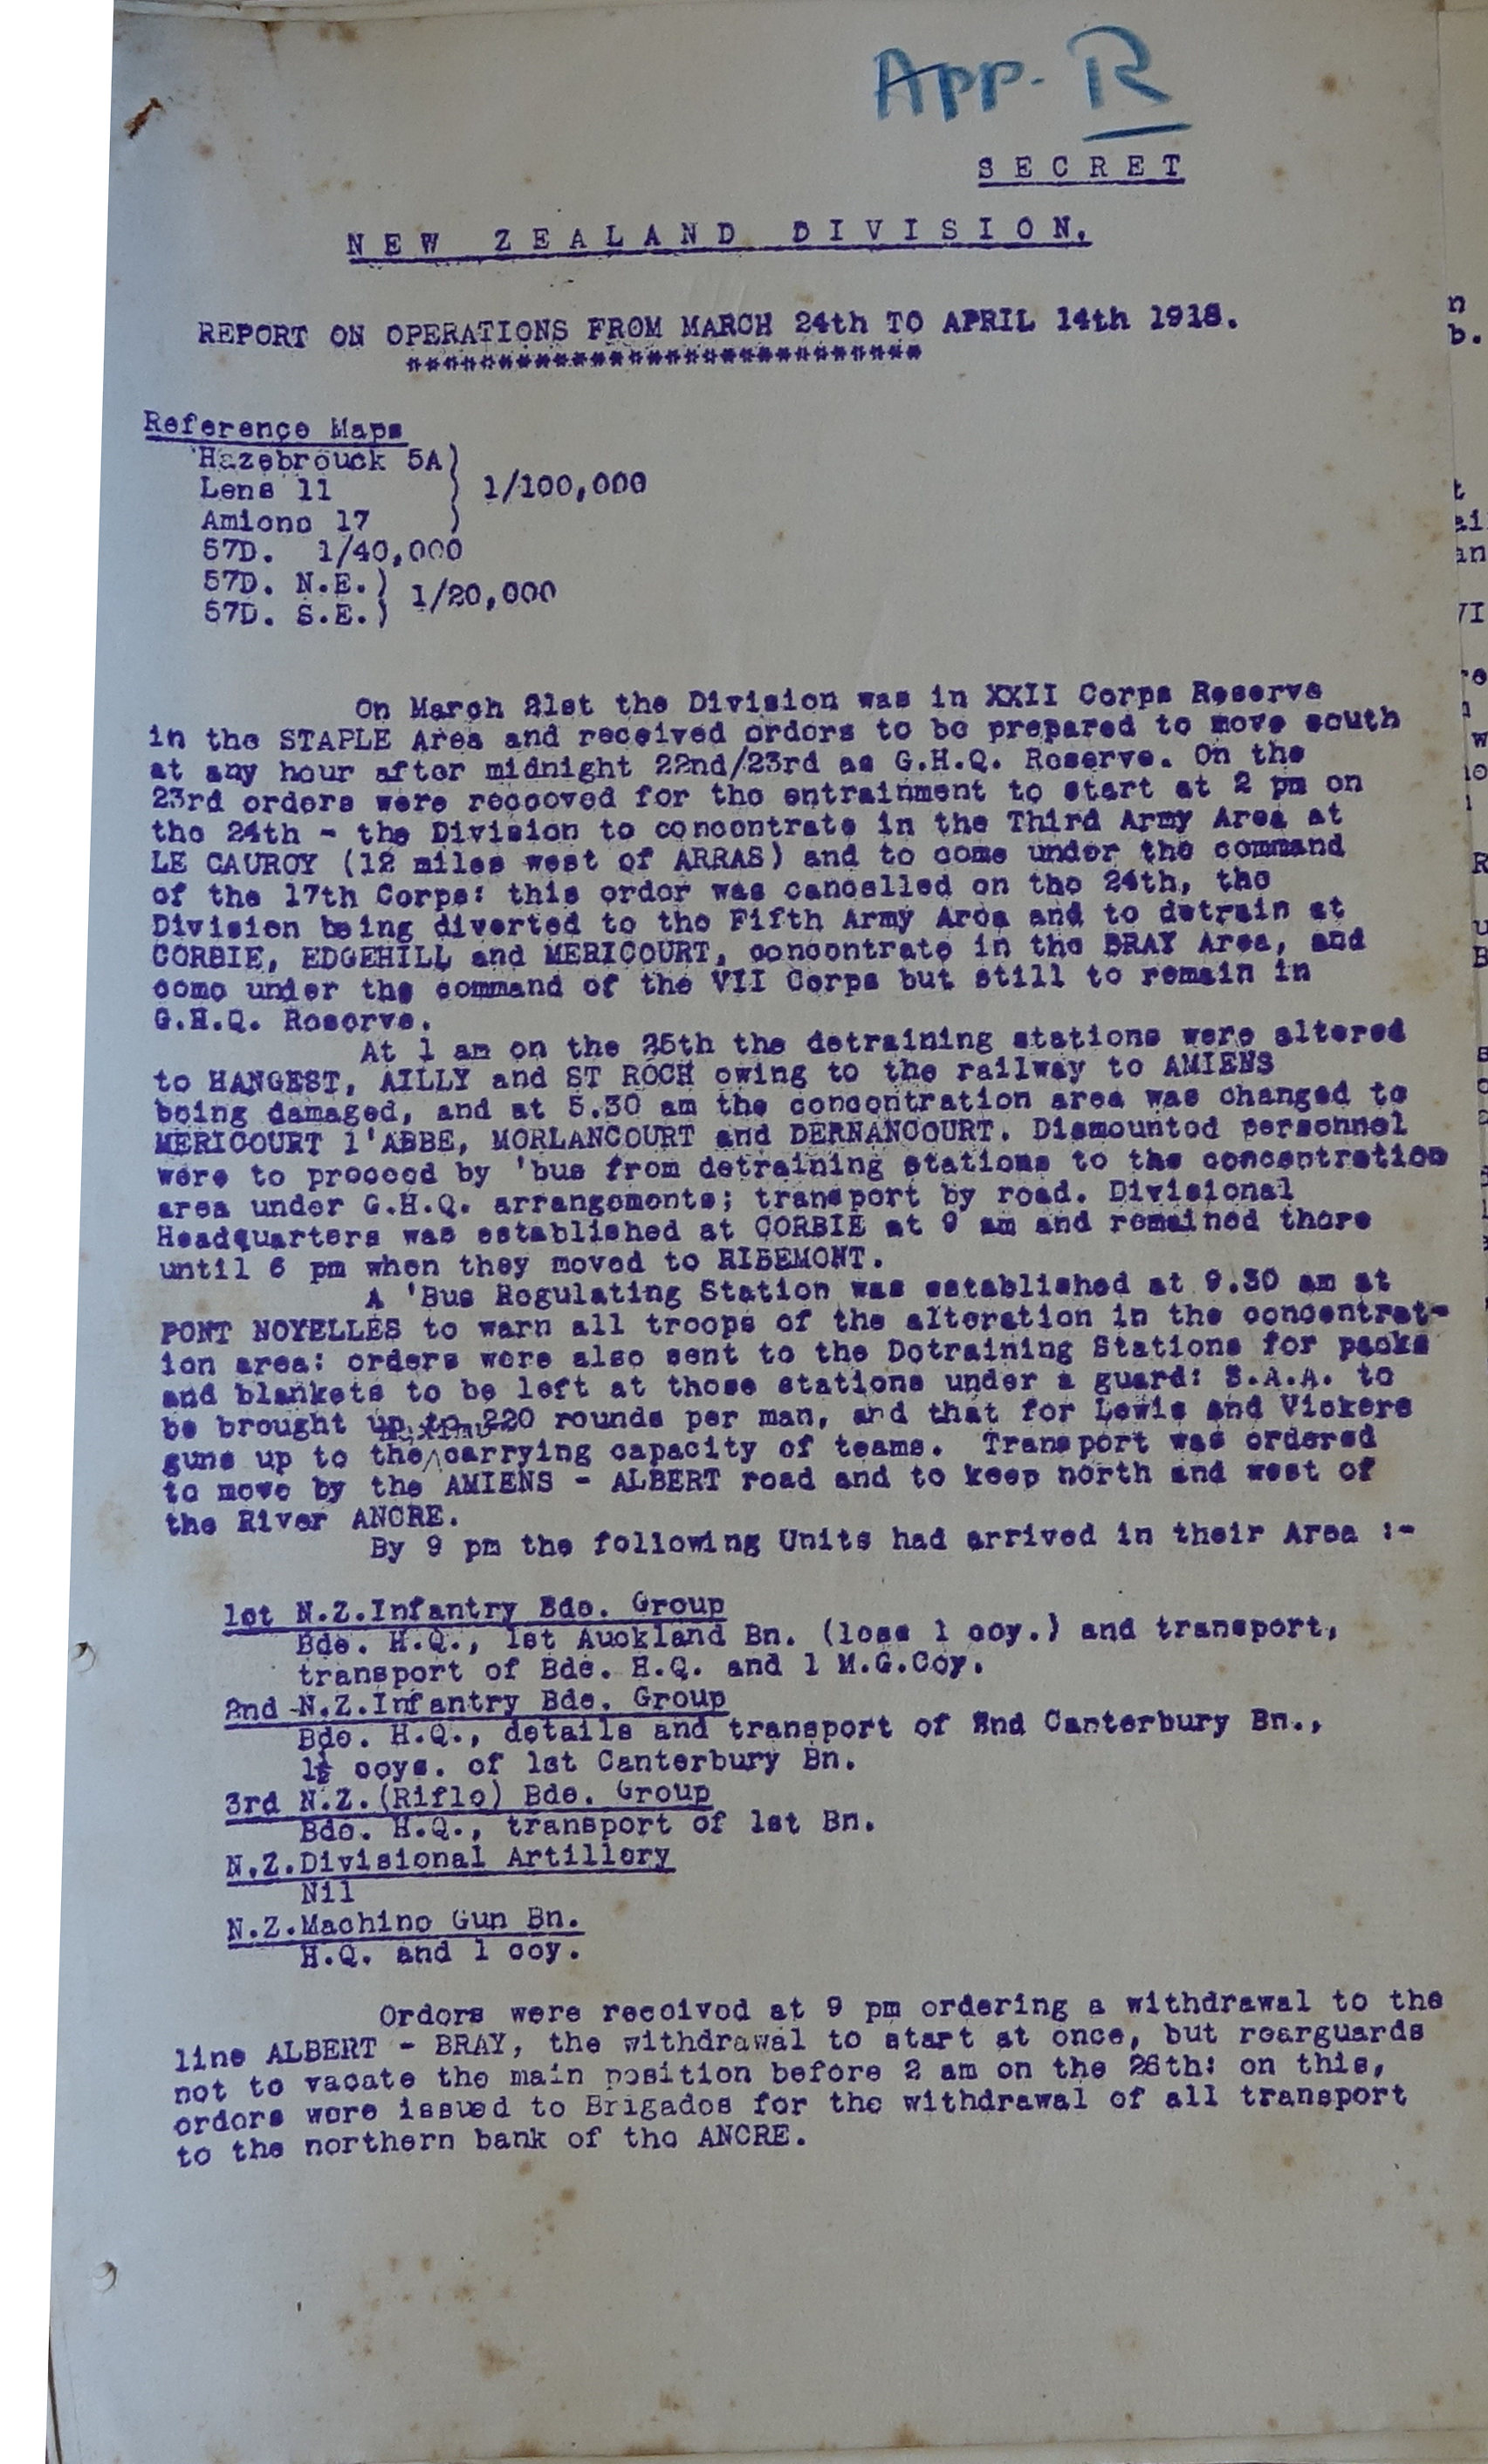 App. R
SECRET
NEW ZEALAND DIVISION.
REPORT ON OPERATIONS FROM MARCH 24th TO APRIL 14th 1918.
****************************
Reference Maps
Hazebrouck 5A)
Lens 11 ) 1/100,000
Amiens 17 )
57D. 1/40,000
57D. N.E.) 1/20,000
57D. S.E.)
On March 21st the Division was in XXII Corps Reserve
in the STAPLE Area and received orders to be prepared to move south
at any hour after midnight 22nd/23rd as G.H.Q. Reserve. On the
23rd orders were recooved for the entrainment to start at 2 pm on
the 24th - the Division to concentrate in the Third Army Area at
LE CAUROY (12 miles west of ARRAS) and to come under the command
of the 17th Corps: this order was cancelled on the 24th, the
Division being diverted to the Fifth Army Area and to detrain at
CORBIE, EDGEHILL and MERICOURT, concentrate in the BRAY Area, and
come under the command of the VII Corps but still to remain in
G.H.Q. Reserve.
At 1 am on the 25th the detraining stations were altered
to HANGEST, AILLY and ST ROCH owing to the railway to AMIENS
being damaged, and at 5.30 am the concentration area was changed to
MERICOURT l'ABBE, MORLANCOURT and DERNANCOURT. Dismounted personnel
were to proceed by 'bus from detraining stations to the concentration
area under G.H.Q. arrangements; transport by road. Divisional
Headquarters was established at CORBIE at 9 am and remained there
until 6 pm when they moved to RIBEMONT.
A 'Bus Regulating Station was established at 9.30 am at
PONT NOYELLES to warn all troops of the alteration in the concentrat-
ion area: orders were also sent to the Detraining Stations for packs
and blankets to be left at those stations under a guard: S.A.A. to
be brought up to 220 rounds per man, and that for Lewis and Vickers
guns up to the carrying capacity of teams. Transport was ordered
to move by the AMIENS - ALBERT road and to keep north and west of
the River ANCRE.
By 9 pm the following Units had arrived in their Area :-
1st N.Z.Infantry Bde. Group
Bde. H.Q., 1st Auckland Bn. (less 1 coy.) and transport,
transport of Bde. H.Q. and 1 M.G.Coy.
2nd N.Z.Infantry Bde. Group
Bde. H.Q., details and transport of 2nd Canterbury Bn.,
1½ coys. of 1st Canterbury Bn.
3rd N.Z.(Rifle) Bde. Group
Bde. H.Q., transport of 1st Bn.
N.Z.Divisional Artillery
Nil
N.Z.Machine Gun Bn.
H.Q. and 1 coy.
Orders were received at 9 pm ordering a withdrawal to the
line ALBERT - BRAY, the withdrawal to start at once, but rearguards
not to vacate the main position before 2 am on the 26th: on this,
orders were issued to Brigades for the withdrawal of all transport
to the northern bank of the ANCRE.